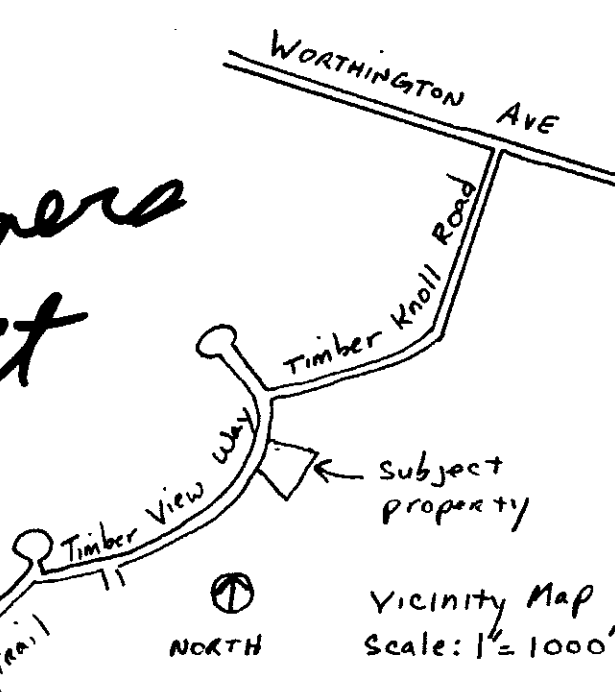 WORTHINGTON AVE
Timber Knoll Road
Timber View Way
Subject
property
NORTH
Vicinity Map
Scale: 1"= 1000'